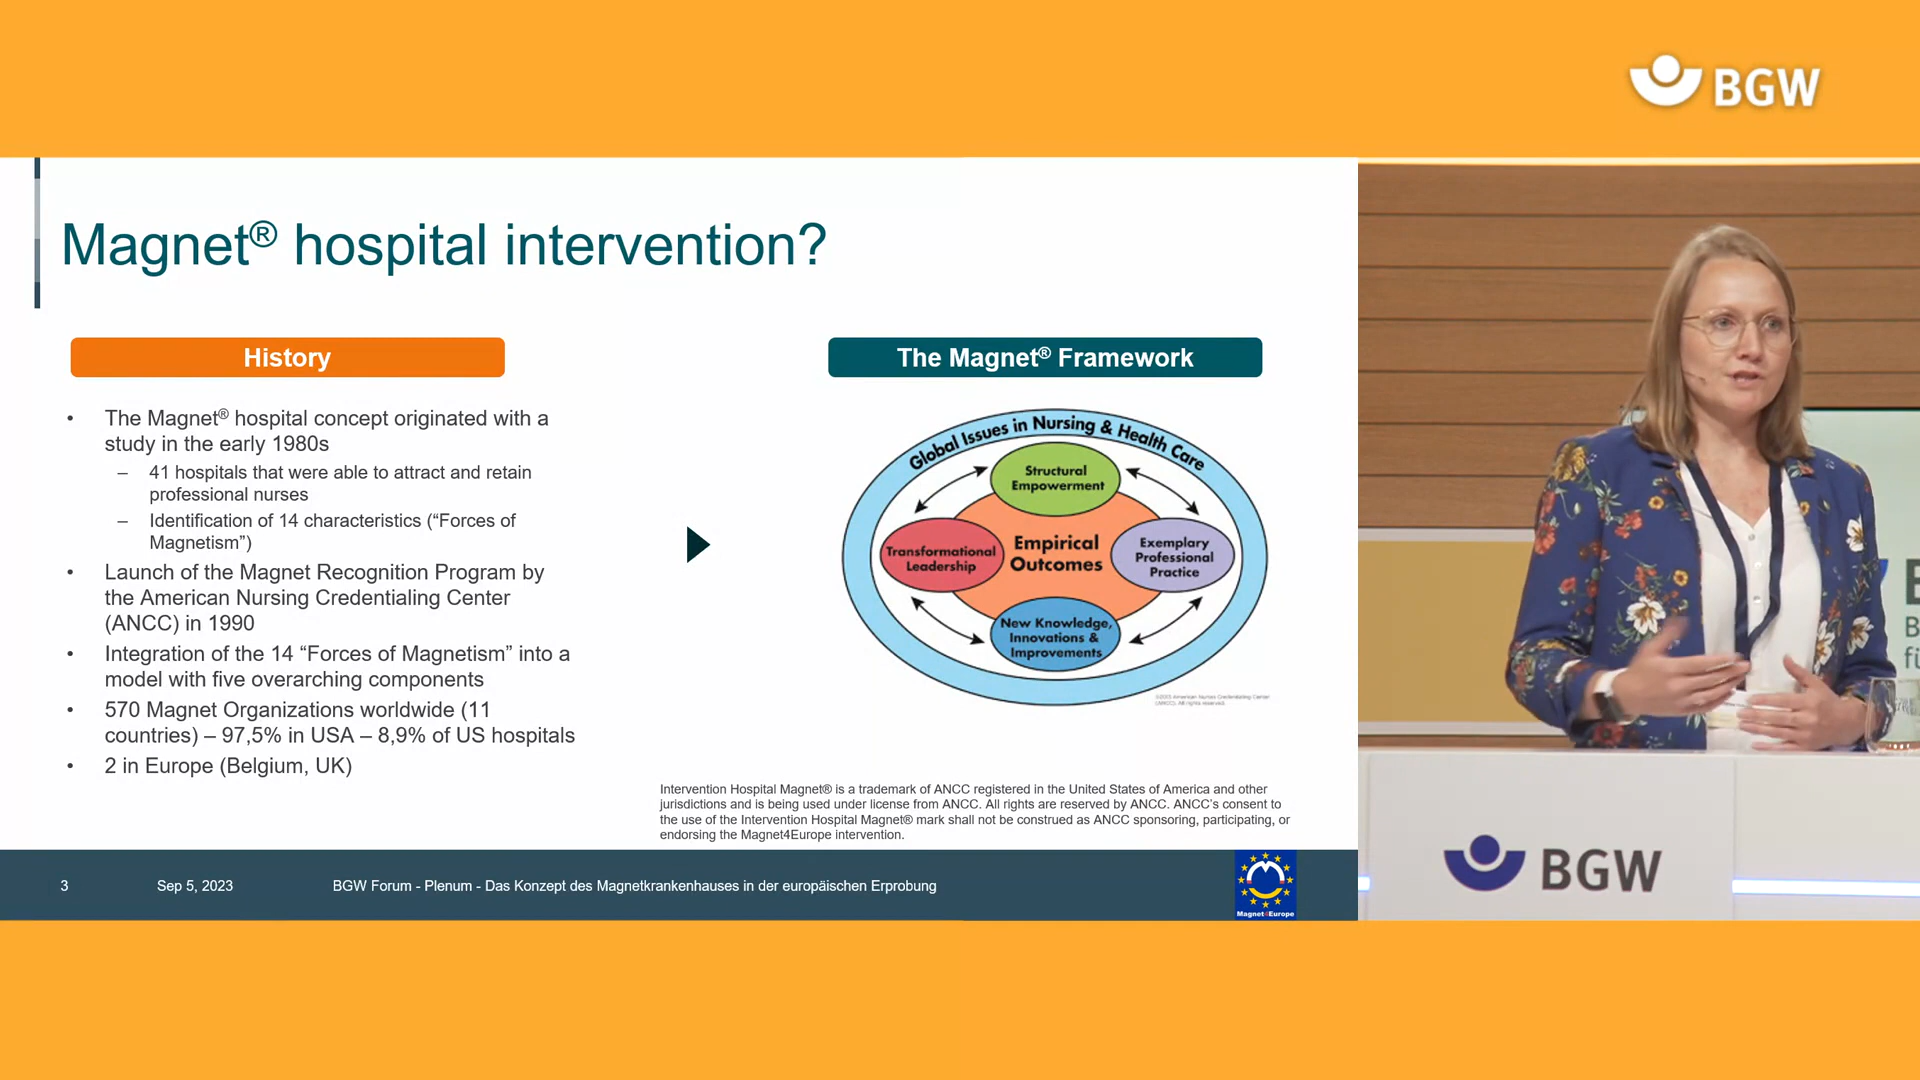 BGW
Magnet® hospital intervention?
History
• The Magnet® hospital concept originated with a
study in the early 1980s
– 41 hospitals that were able to attract and retain
professional nurses
– Identification of 14 characteristics (“Forces of
Magnetism”)
• Launch of the Magnet Recognition Program by
the American Nursing Credentialing Center
(ANCC) in 1990
• Integration of the 14 “Forces of Magnetism” into a
model with five overarching components
• 570 Magnet Organizations worldwide (11
countries) – 97,5% in USA – 8,9% of US hospitals
• 2 in Europe (Belgium, UK)
The Magnet® Framework
Global Issues in Nursing & Health Care
Structural
Empowerment
Transformational
Leadership
Empirical
Outcomes
Exemplary
Professional
Practice
New Knowledge,
Innovations &
Improvements
American Nurses Credentialing Center
(ANCC). All rights reserved.
Intervention Hospital Magnet® is a trademark of ANCC registered in the United States of America and other
jurisdictions and is being used under license from ANCC. All rights are reserved by ANCC. ANCC’s consent to
the use of the Intervention Hospital Magnet® mark shall not be construed as ANCC sponsoring, participating, or
endorsing the Magnet4Europe intervention.
3
Sep 5, 2023
BGW Forum - Plenum - Das Konzept des Magnetkrankenhauses in der europäischen Erprobung
Magnet4Europe
BGW